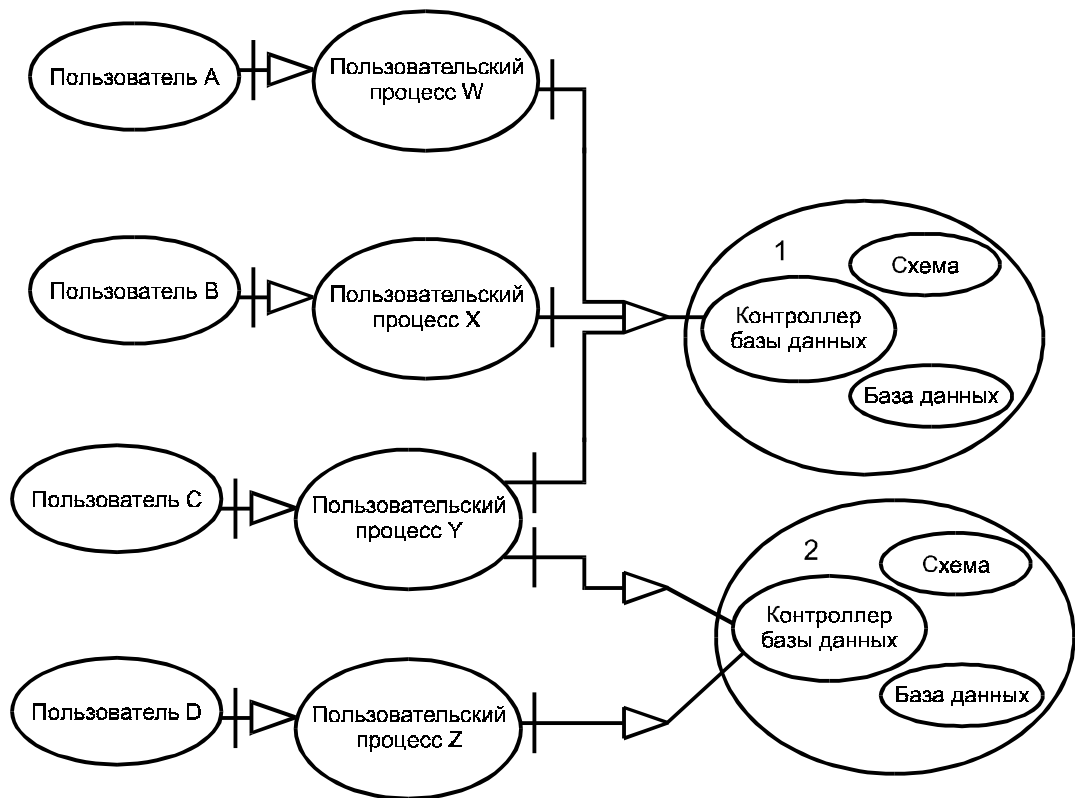 Пользователь A
Пользовательский
процесс W
Пользователь B
Пользовательский
процесс X
1
Схема
Контроллер
базы данных
База данных
Пользователь C
Пользовательский
процесс Y
2
Схема
Контроллер
базы данных
База данных
Пользователь D
Пользовательский
процесс Z